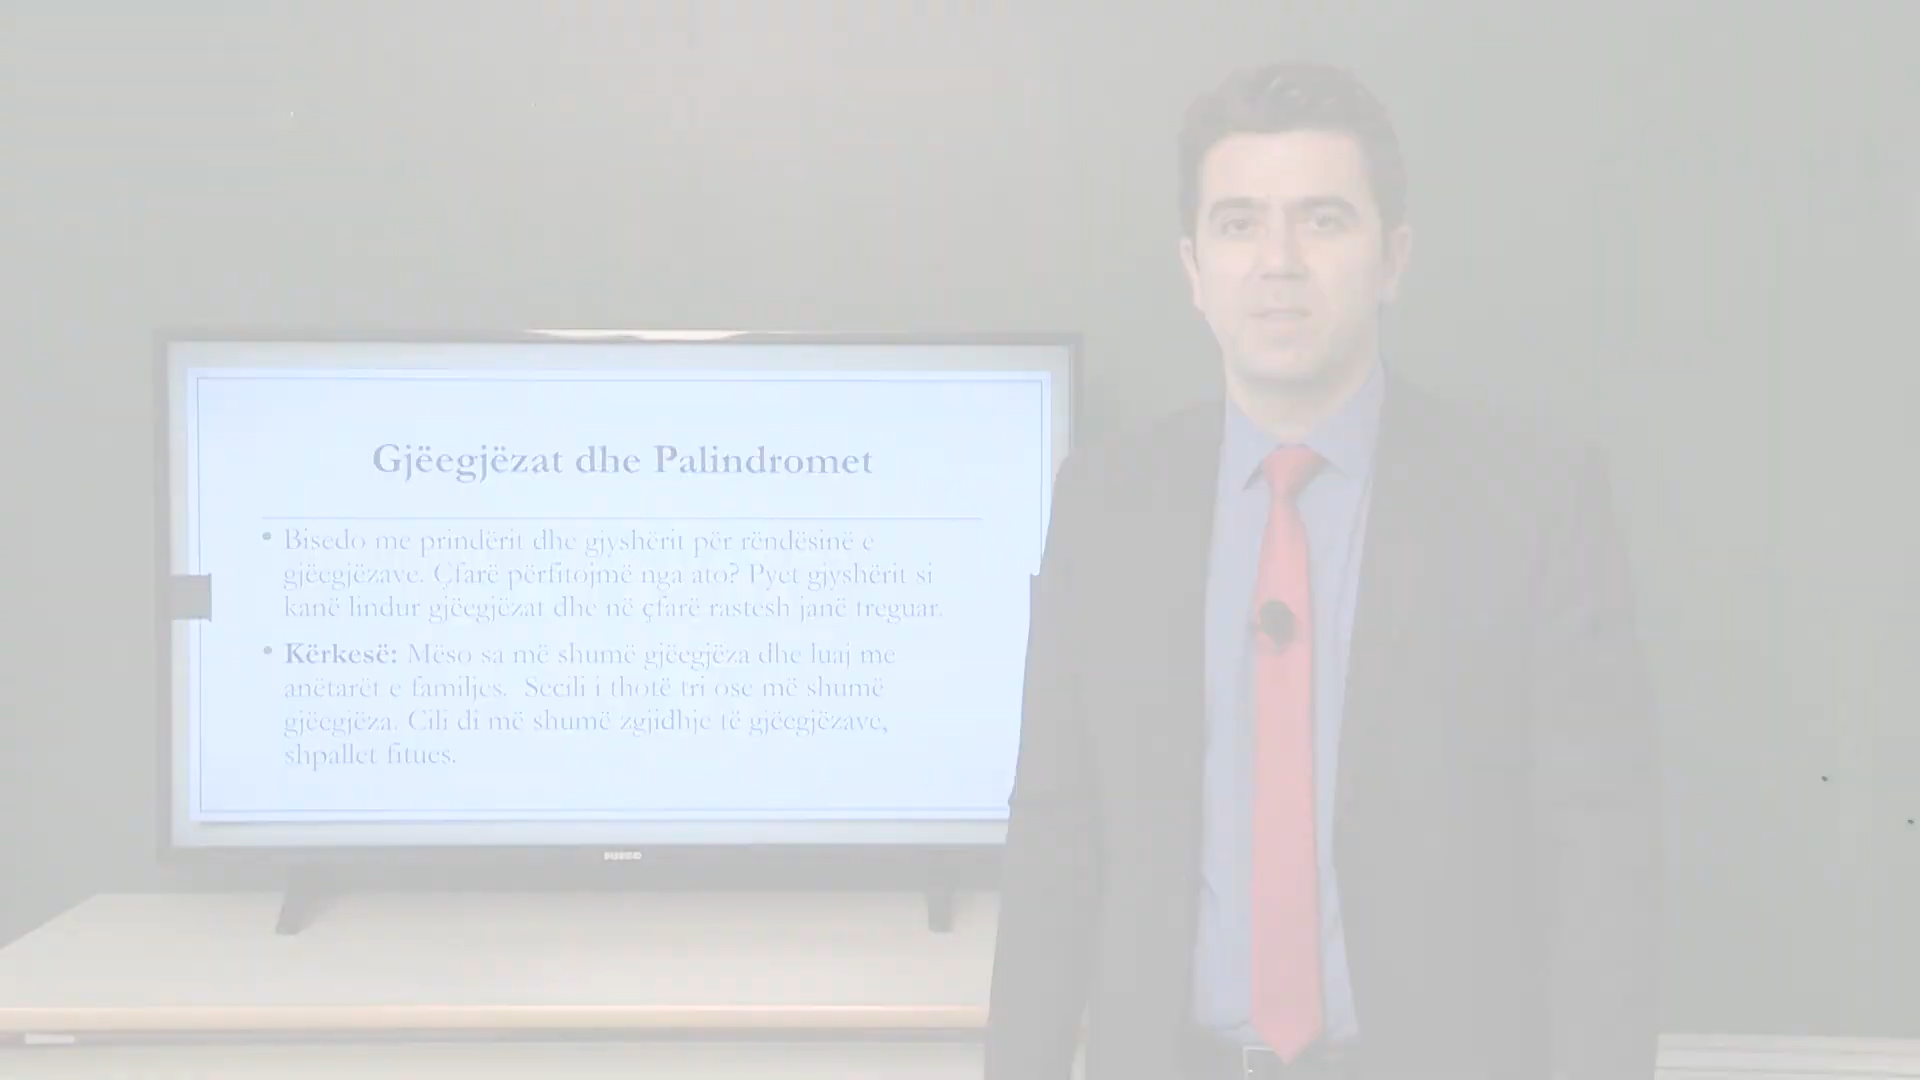 Gjëegjëzat dhe Palindromet
• Bisedo me prindërit dhe gjyshërit për rëndësinë e
gjëegjëzave. Çfarë përfitojmë nga ato? Pyet gjyshërit si
kanë lindur gjëegjëzat dhe në çfarë rastesh janë treguar.
• Kërkesë: Mëso sa më shumë gjëegjëza dhe luaj me
anëtarët e familjes. Secili i thotë tri ose më shumë
gjëegjëza. Cili di më shumë zgjidhje të gjëegjëzave,
shpallet fitues.